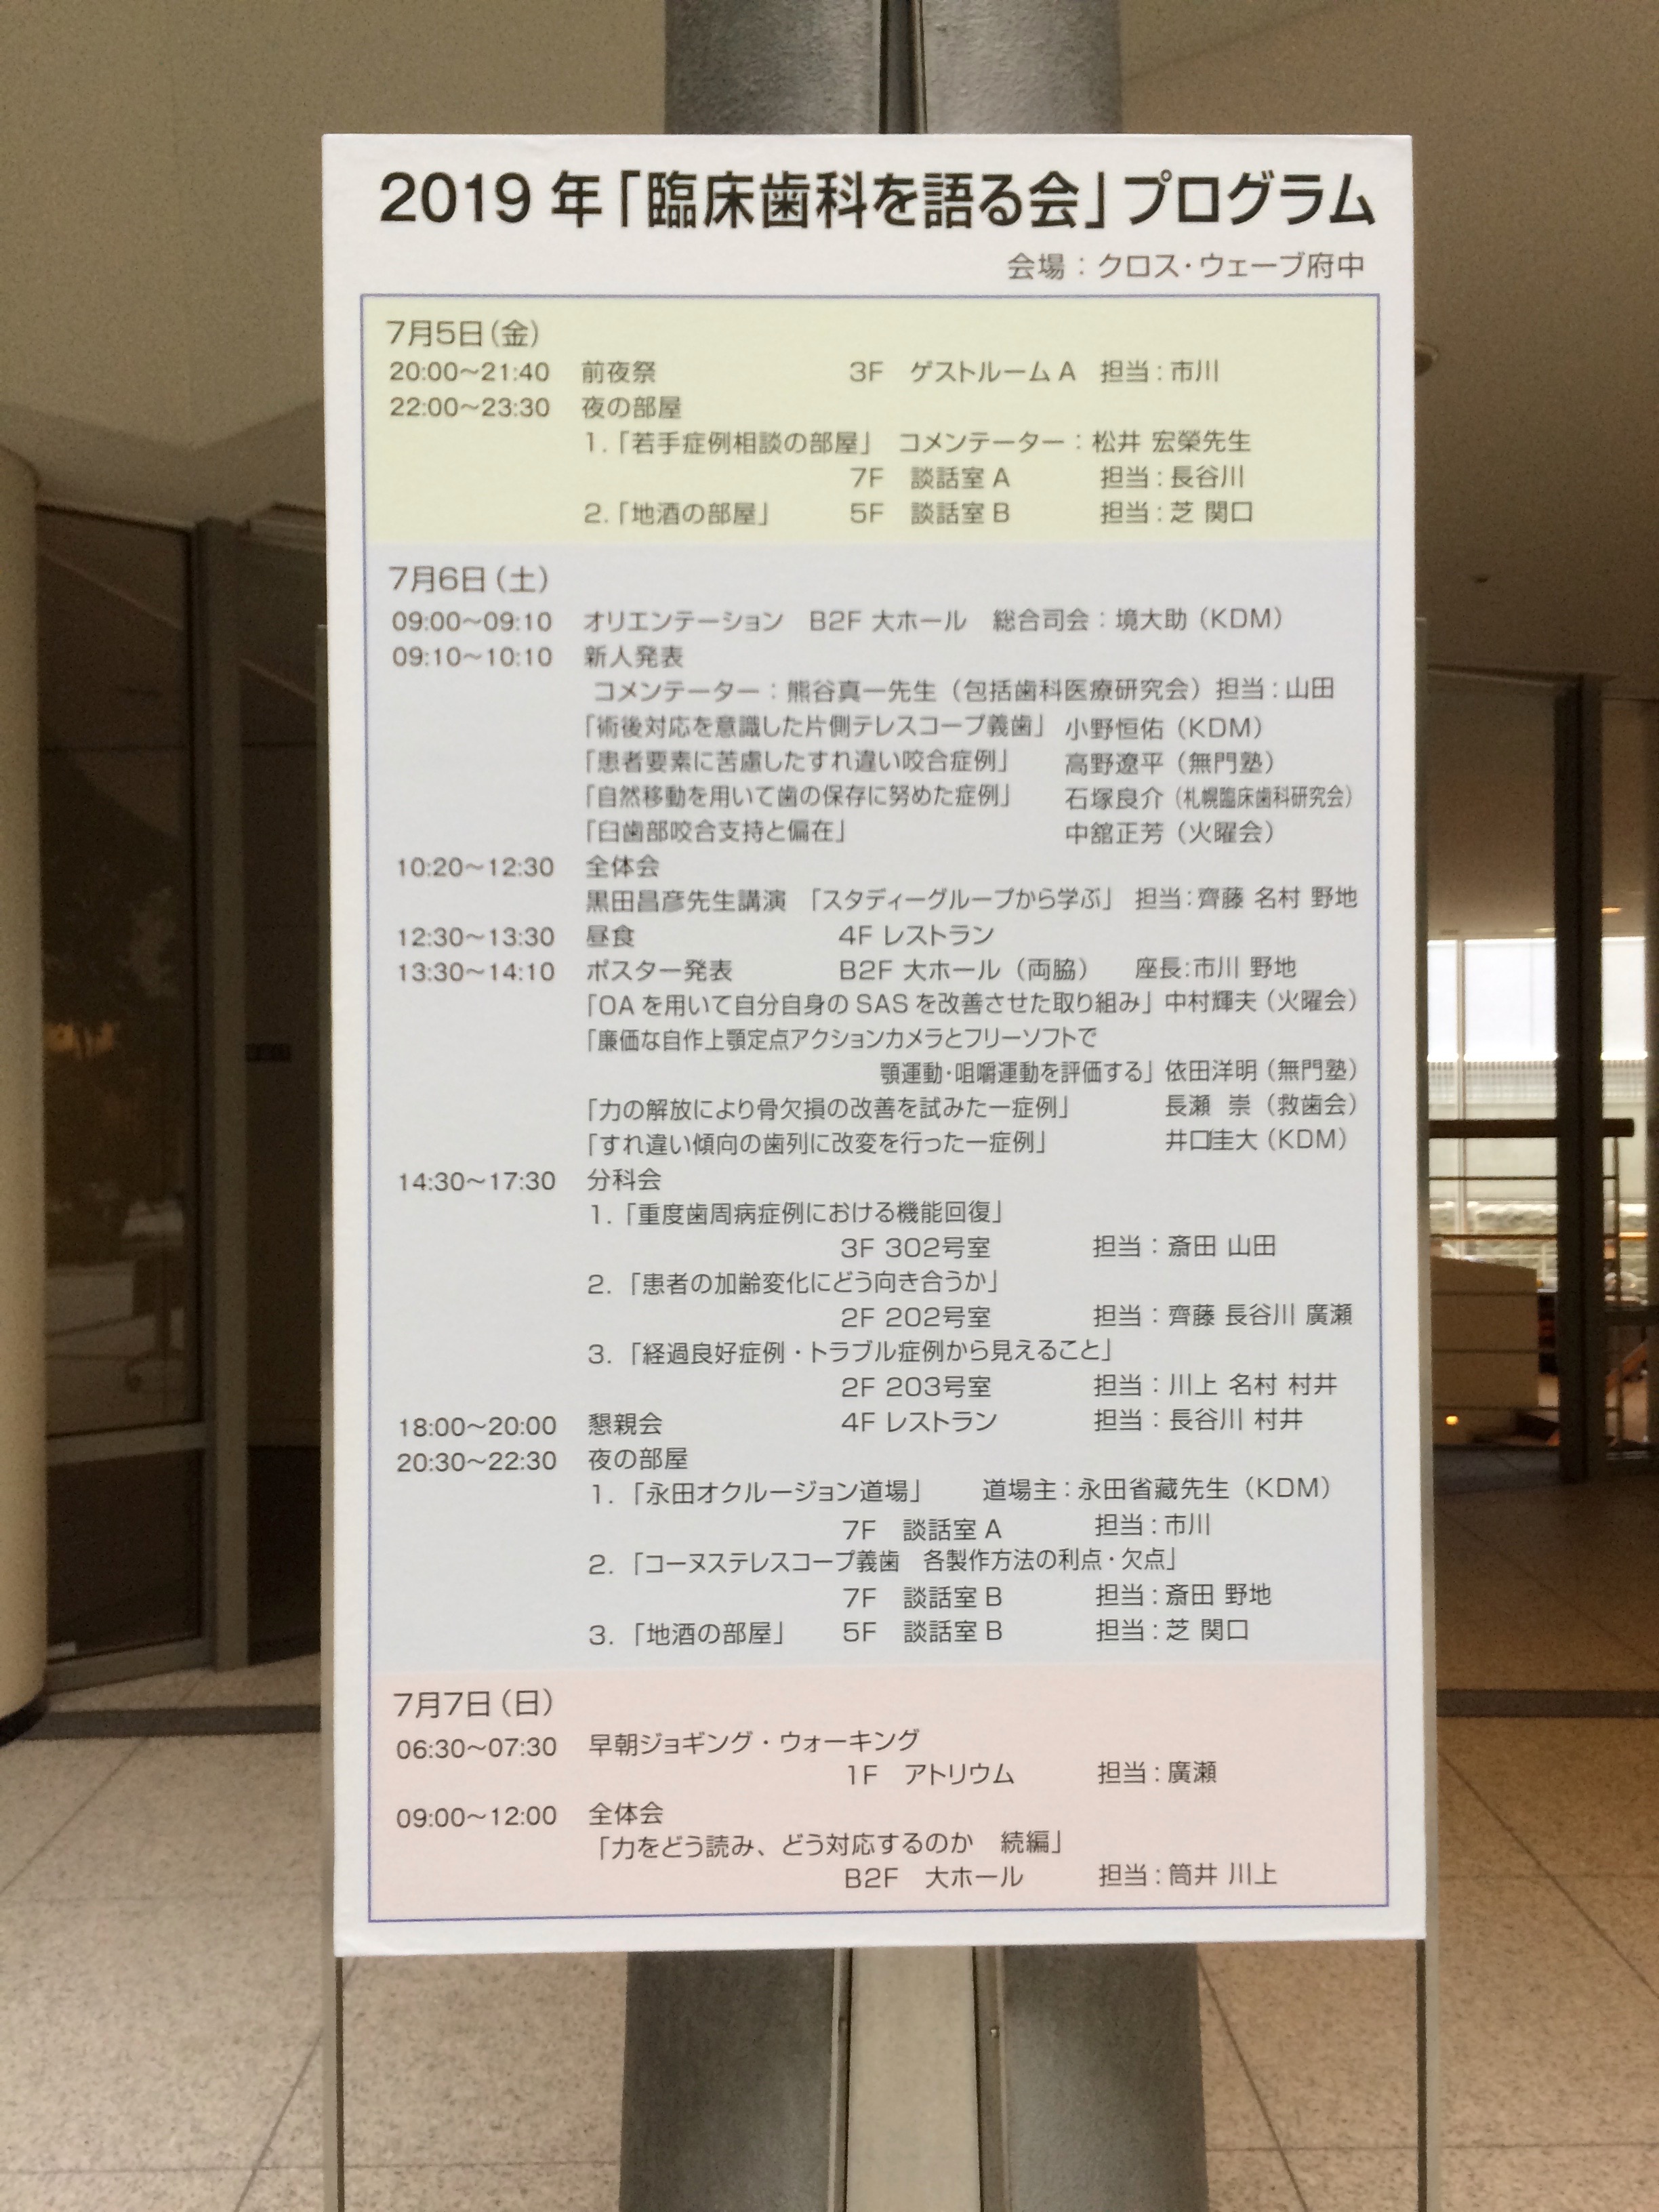 2019 年「臨床歯科を語る会」プログラム
会場：クロス・ウェーブ府中
7月5日（金）
20:00～21:40 前夜祭 3F ゲストルーム A 担当：市川
22:00～23:30 夜の部屋
1.「若手症例相談の部屋」 コメンテーター：松井 宏榮先生
7F 談話室 A 担当：長谷川
2.「地酒の部屋」 5F 談話室 B 担当：芝 関口
7月6日（土）
09:00～09:10 オリエンテーション B2F 大ホール 総合司会：境大助（KDM）
09:10～10:10 新人発表
コメンテーター：熊谷真一先生（包括歯科医療研究会）担当：山田
「術後対応を意識した片側テレスコープ義歯」 小野恒佑（KDM）
「患者要素に苦慮したすれ違い咬合症例」 高野遼平（無門塾）
「自然移動を用いて歯の保存に努めた症例」 石塚良介（札幌臨床歯科研究会）
「臼歯部咬合支持と偏在」 中舘正芳（火曜会）
10:20～12:30 全体会
黒田昌彦先生講演 「スタディーグループから学ぶ」 担当：齊藤 名村 野地
12:30～13:30 昼食 4F レストラン
13:30～14:10 ポスター発表 B2F 大ホール（両脇） 座長：市川 野地
「OA を用いて自分自身の SAS を改善させた取り組み」 中村輝夫（火曜会）
「廉価な自作上顎定点アクションカメラとフリーソフトで
顎運動・咀嚼運動を評価する」 依田洋明（無門塾）
「力の解放により骨欠損の改善を試みた一症例」 長瀬 崇（救歯会）
「すれ違い傾向の歯列に改変を行った一症例」 井口圭大（KDM）
14:30～17:30 分科会
1.「重度歯周病症例における機能回復」
3F 302号室 担当：斎田 山田
2.「患者の加齢変化にどう向き合うか」
2F 202号室 担当：齊藤 長谷川 廣瀬
3.「経過良好症例・トラブル症例から見えること」
2F 203号室 担当：川上 名村 村井
18:00～20:00 懇親会 4F レストラン 担当：長谷川 村井
20:30～22:30 夜の部屋
1.「永田オクルージョン道場」 道場主：永田省藏先生（KDM）
7F 談話室 A 担当：市川
2.「コーヌステレスコープ義歯 各製作方法の利点・欠点」
7F 談話室 B 担当：斎田 野地
3.「地酒の部屋」 5F 談話室 B 担当：芝 関口
7月7日（日）
06:30～07:30 早朝ジョギング・ウォーキング
1F アトリウム 担当：廣瀬
09:00～12:00 全体会
「力をどう読み、どう対応するのか 続編」
B2F 大ホール 担当：筒井 川上